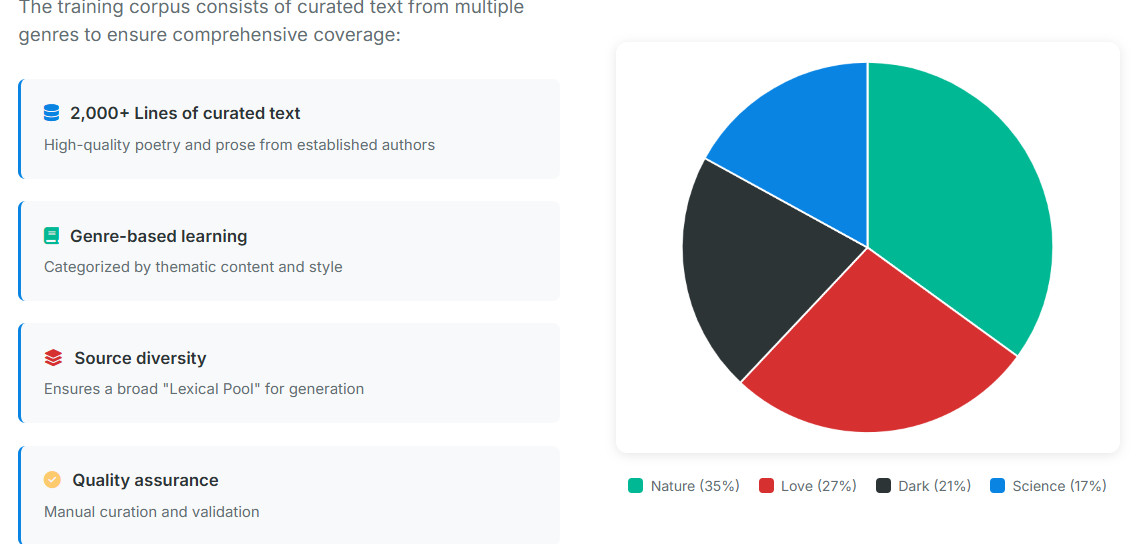 The training corpus consists of curated text from multiple
genres to ensure comprehensive coverage:
2,000+ Lines of curated text
High-quality poetry and prose from established authors
Genre-based learning
Categorized by thematic content and style
Source diversity
Ensures a broad "Lexical Pool" for generation
Quality assurance
Manual curation and validation
Nature (35%) Love (27%) Dark (21%) Science (17%)